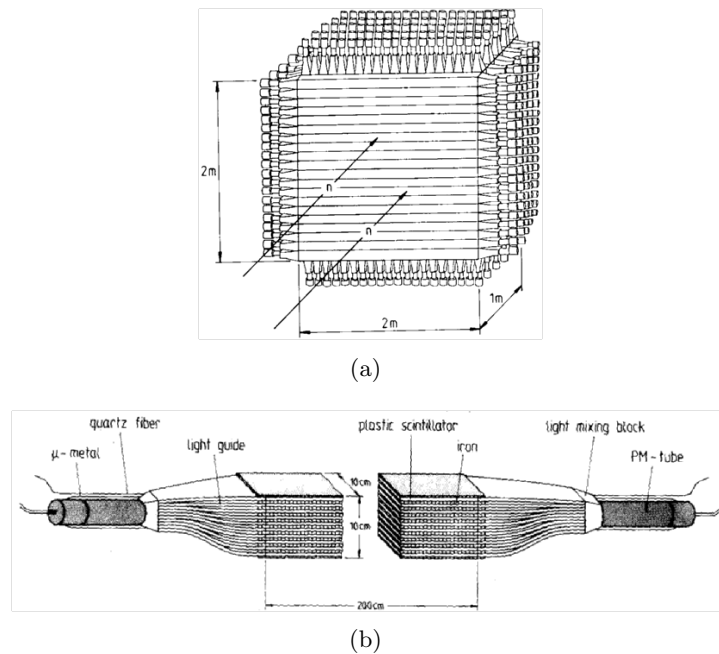 2m
n
n
1m
2m
(a)
quartz fiber
μ-metal
light guide
plastic scintillator
iron
light mixing block
PM-tube
10cm
10cm
200cm
(b)